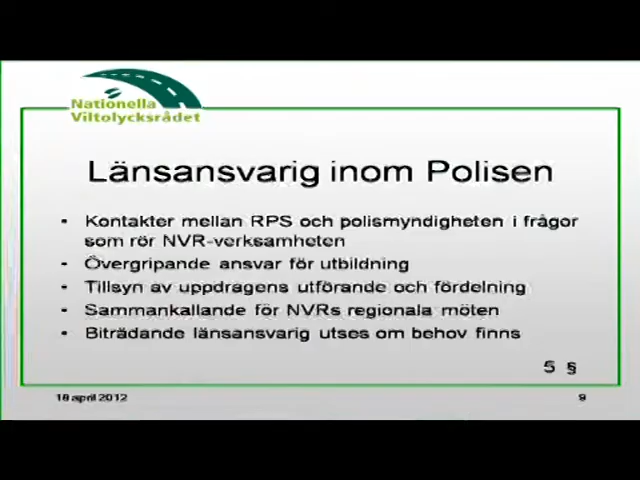 Nationella
Viltolycksrådet
Länsansvarig inom Polisen
• Kontakter mellan RPS och polismyndigheten i frågor
som rör NVR-verksamheten
• Övergripande ansvar för utbildning
• Tillsyn av uppdragens utförande och fördelning
• Sammankallande för NVRs regionala möten
• Biträdande länsansvarig utses om behov finns
5 §
18 april 2012
9